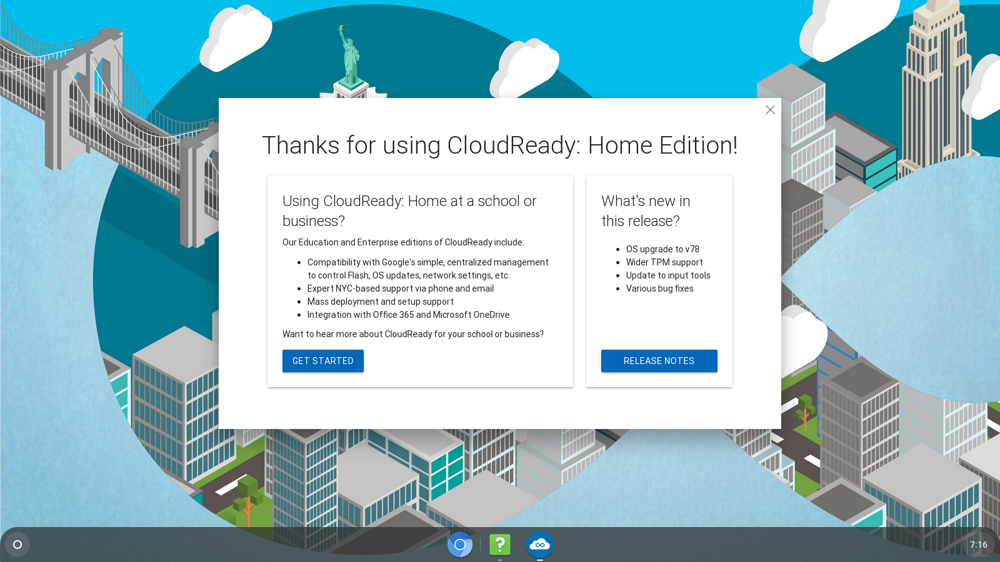 Thanks for using CloudReady: Home Edition!
Using CloudReady: Home at a school or
business?
Our Education and Enterprise editions of CloudReady include:
• Compatibility with Google's simple, centralized management
to control Flash, OS updates, network settings, etc.
• Expert NYC-based support via phone and email
• Mass deployment and setup support
• Integration with Office 365 and Microsoft OneDrive
Want to hear more about CloudReady for your school or business?
GET STARTED
What's new in
this release?
• OS upgrade to v78
• Wider TPM support
• Update to input tools
• Various bug fixes
RELEASE NOTES
?
7:16